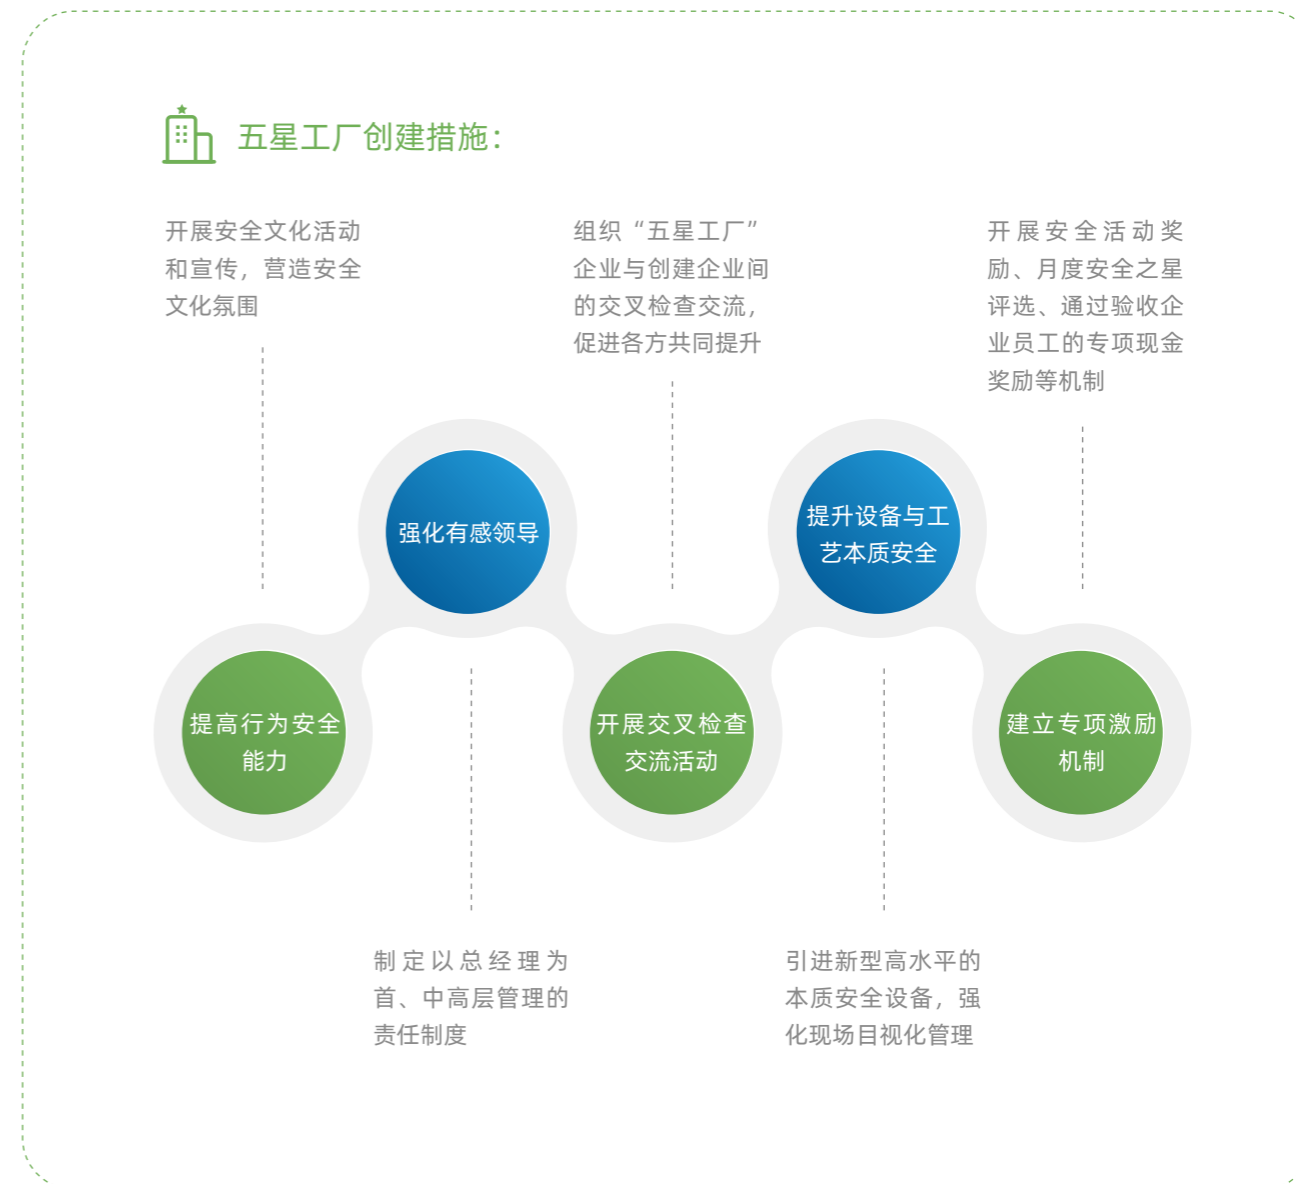 五星工厂创建措施：
开展安全文化活动
和宣传，营造安全
文化氛围
组织“五星工厂”
企业与创建企业间
的交叉检查交流，
促进各方共同提升
开展安全活动奖
励、月度安全之星
评选、通过验收企
业员工的专项现金
奖励等机制
强化有感领导
提升设备与工
艺本质安全
提高行为安全
能力
开展交叉检查
交流活动
建立专项激励
机制
制定以总经理为
首、中高层管理的
责任制度
引进新型高水平的
本质安全设备，强
化现场目视化管理